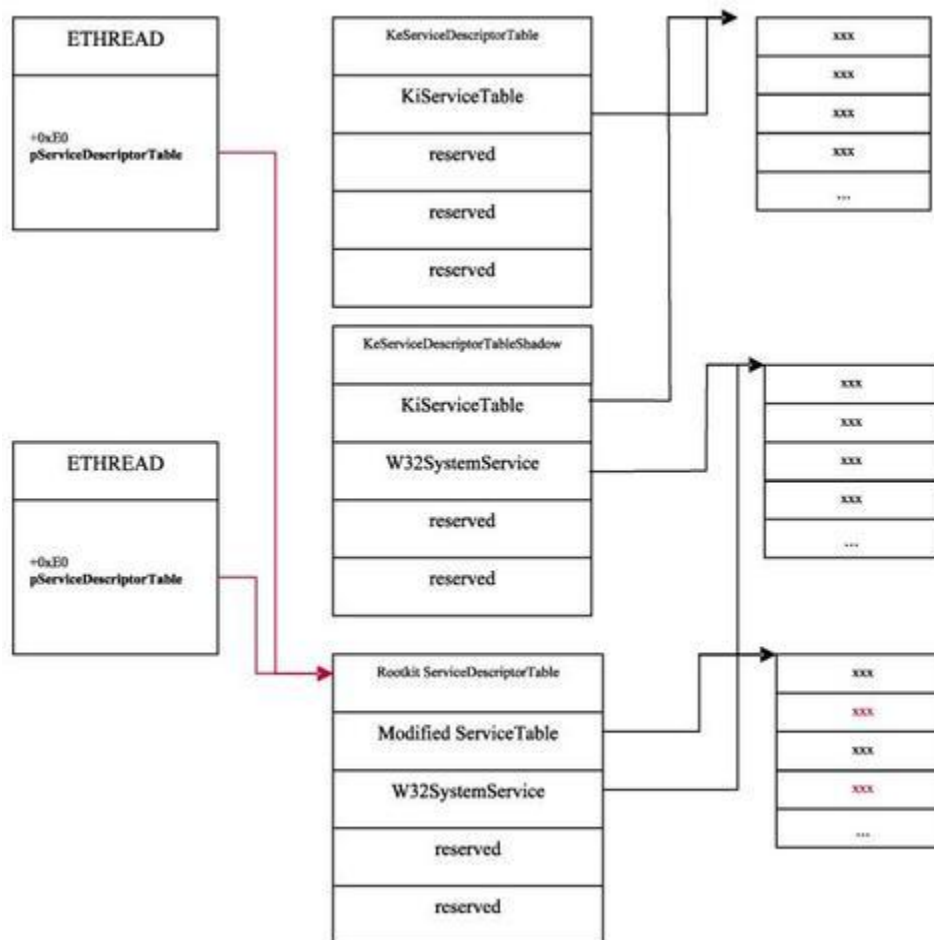 ETHREAD
+0xE0
pServiceDescriptorTable
KeServiceDescriptorTable
KiServiceTable
reserved
reserved
reserved
xxx
xxx
xxx
xxx
...
KeServiceDescriptorTableShadow
KiServiceTable
W32SystemService
reserved
reserved
xxx
xxx
xxx
xxx
...
ETHREAD
+0xE0
pServiceDescriptorTable
Rootkit ServiceDescriptorTable
Modified ServiceTable
W32SystemService
reserved
reserved
xxx
xxx
xxx
xxx
...